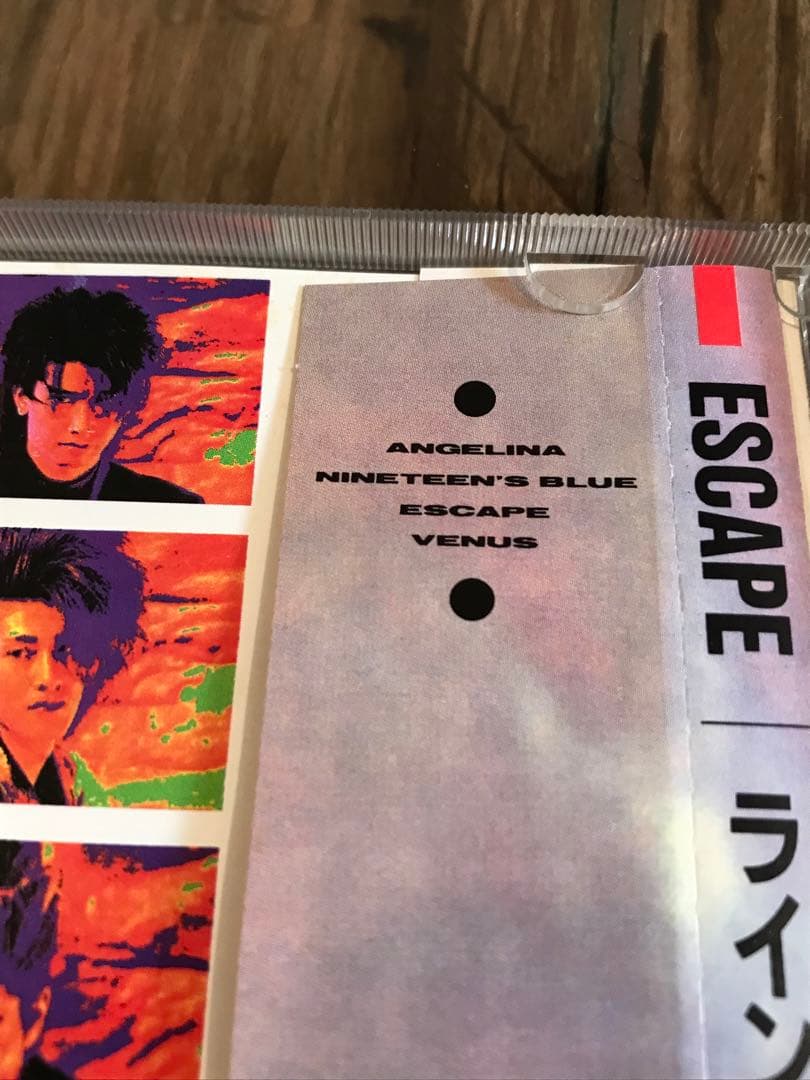 ANGELINA
NINETEEN'S BLUE
ESCAPE
VENUS
ESCAPE
ライン